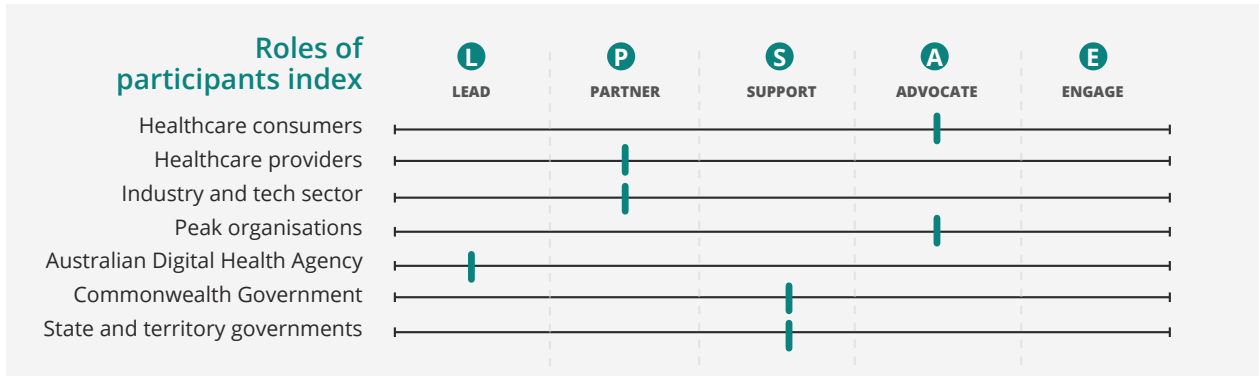 Roles of
participants index
L
P
S
A
E
LEAD
PARTNER
SUPPORT
ADVOCATE
ENGAGE
Healthcare consumers
Healthcare providers
Industry and tech sector
Peak organisations
Australian Digital Health Agency
Commonwealth Government
State and territory governments